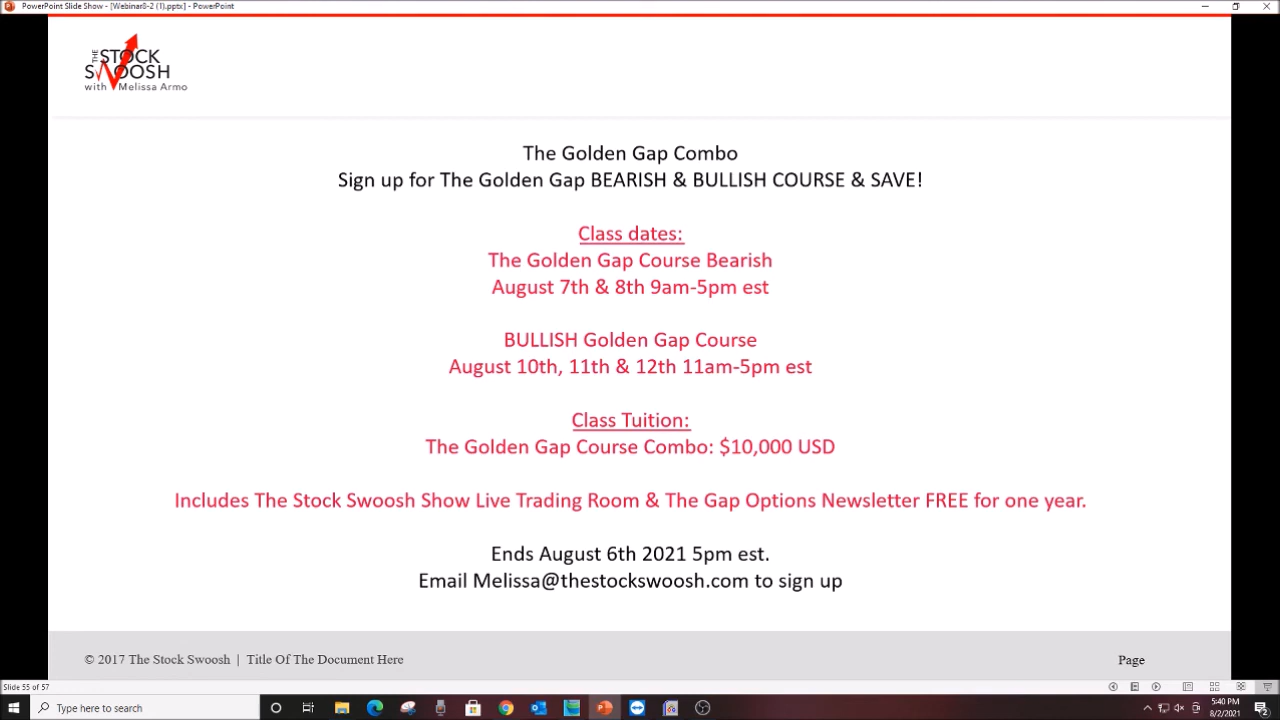 PowerPoint Slide Show - [Webinar8-2 (1).pptx] - PowerPoint
THE STOCK
SWOOSH
with Melissa Armo
The Golden Gap Combo
Sign up for The Golden Gap BEARISH & BULLISH COURSE & SAVE!
Class dates:
The Golden Gap Course Bearish
August 7th & 8th 9am-5pm est
BULLISH Golden Gap Course
August 10th, 11th & 12th 11am-5pm est
Class Tuition:
The Golden Gap Course Combo: $10,000 USD
Includes The Stock Swoosh Show Live Trading Room & The Gap Options Newsletter FREE for one year.
Ends August 6th 2021 5pm est.
Email Melissa@thestockswoosh.com to sign up
© 2017 The Stock Swoosh | Title Of The Document Here
Page
Slide 55 of 57
Type here to search
5:40 PM
8/2/2021
2